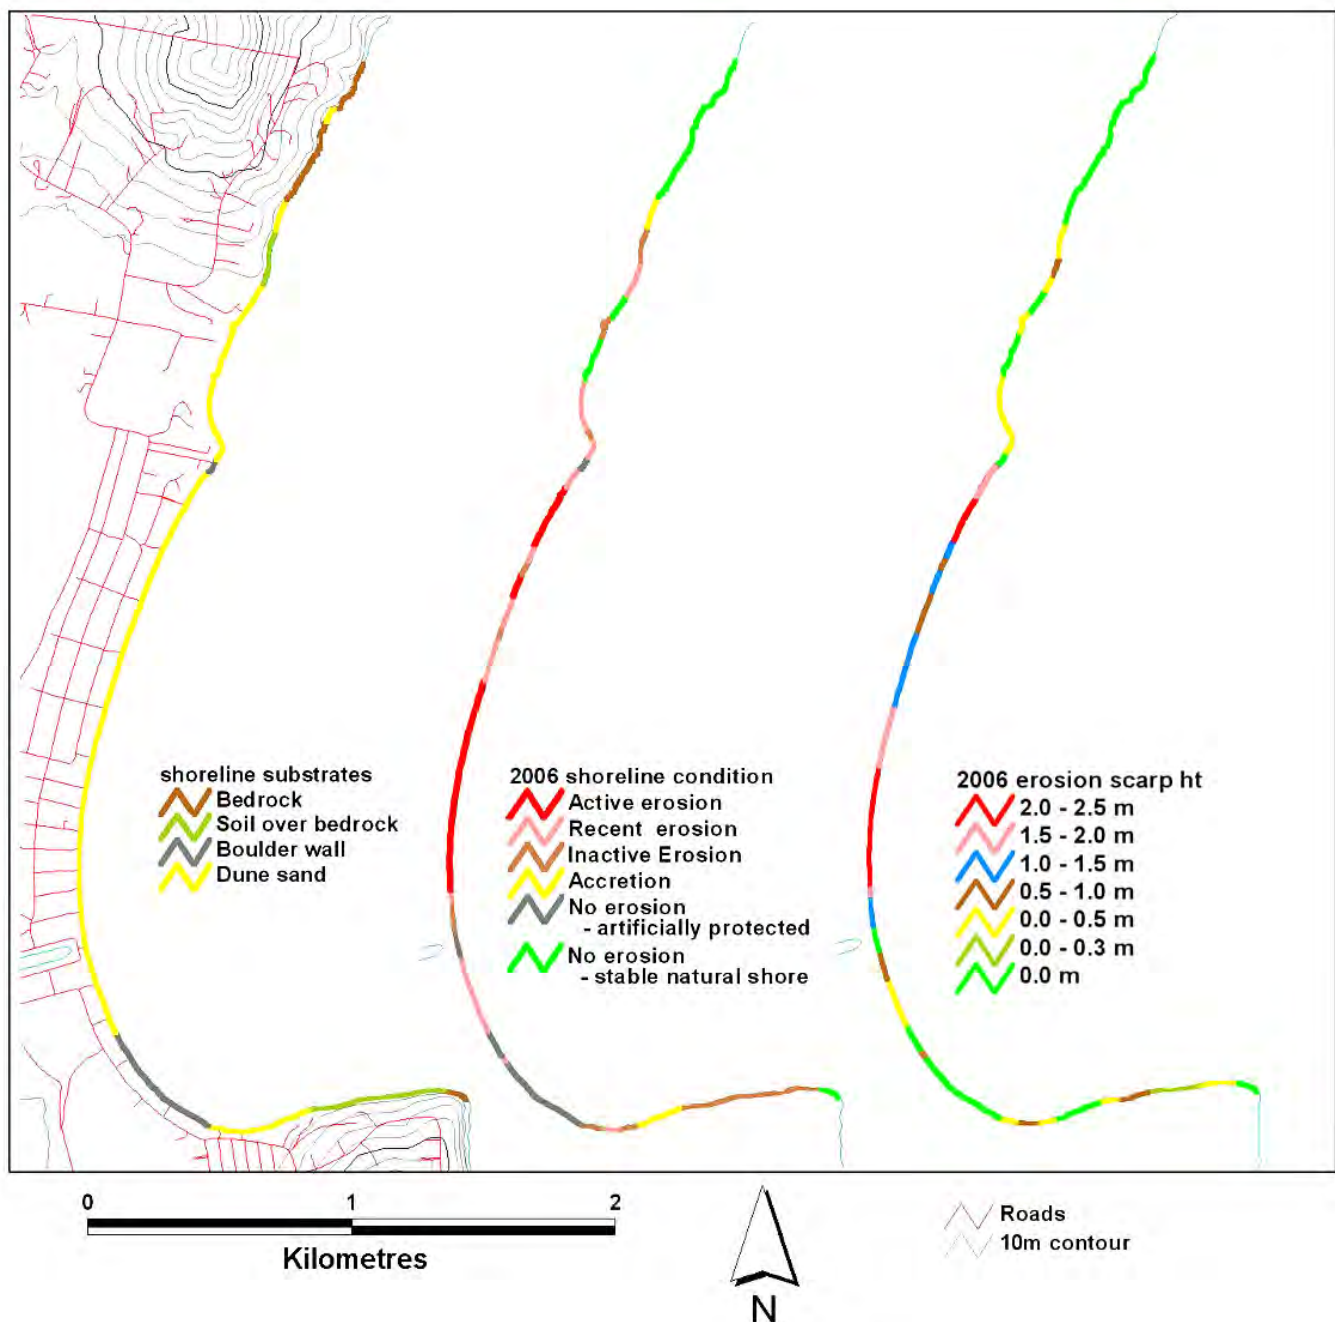 shoreline substrates
Bedrock
Soil over bedrock
Boulder wall
Dune sand
2006 shoreline condition
Active erosion
Recent erosion
Inactive Erosion
Accretion
No erosion
- artificially protected
No erosion
- stable natural shore
2006 erosion scarp ht
2.0 - 2.5 m
1.5 - 2.0 m
1.0 - 1.5 m
0.5 - 1.0 m
0.0 - 0.5 m
0.0 - 0.3 m
0.0 m
0 1 2
Kilometres
N
Roads
10m contour